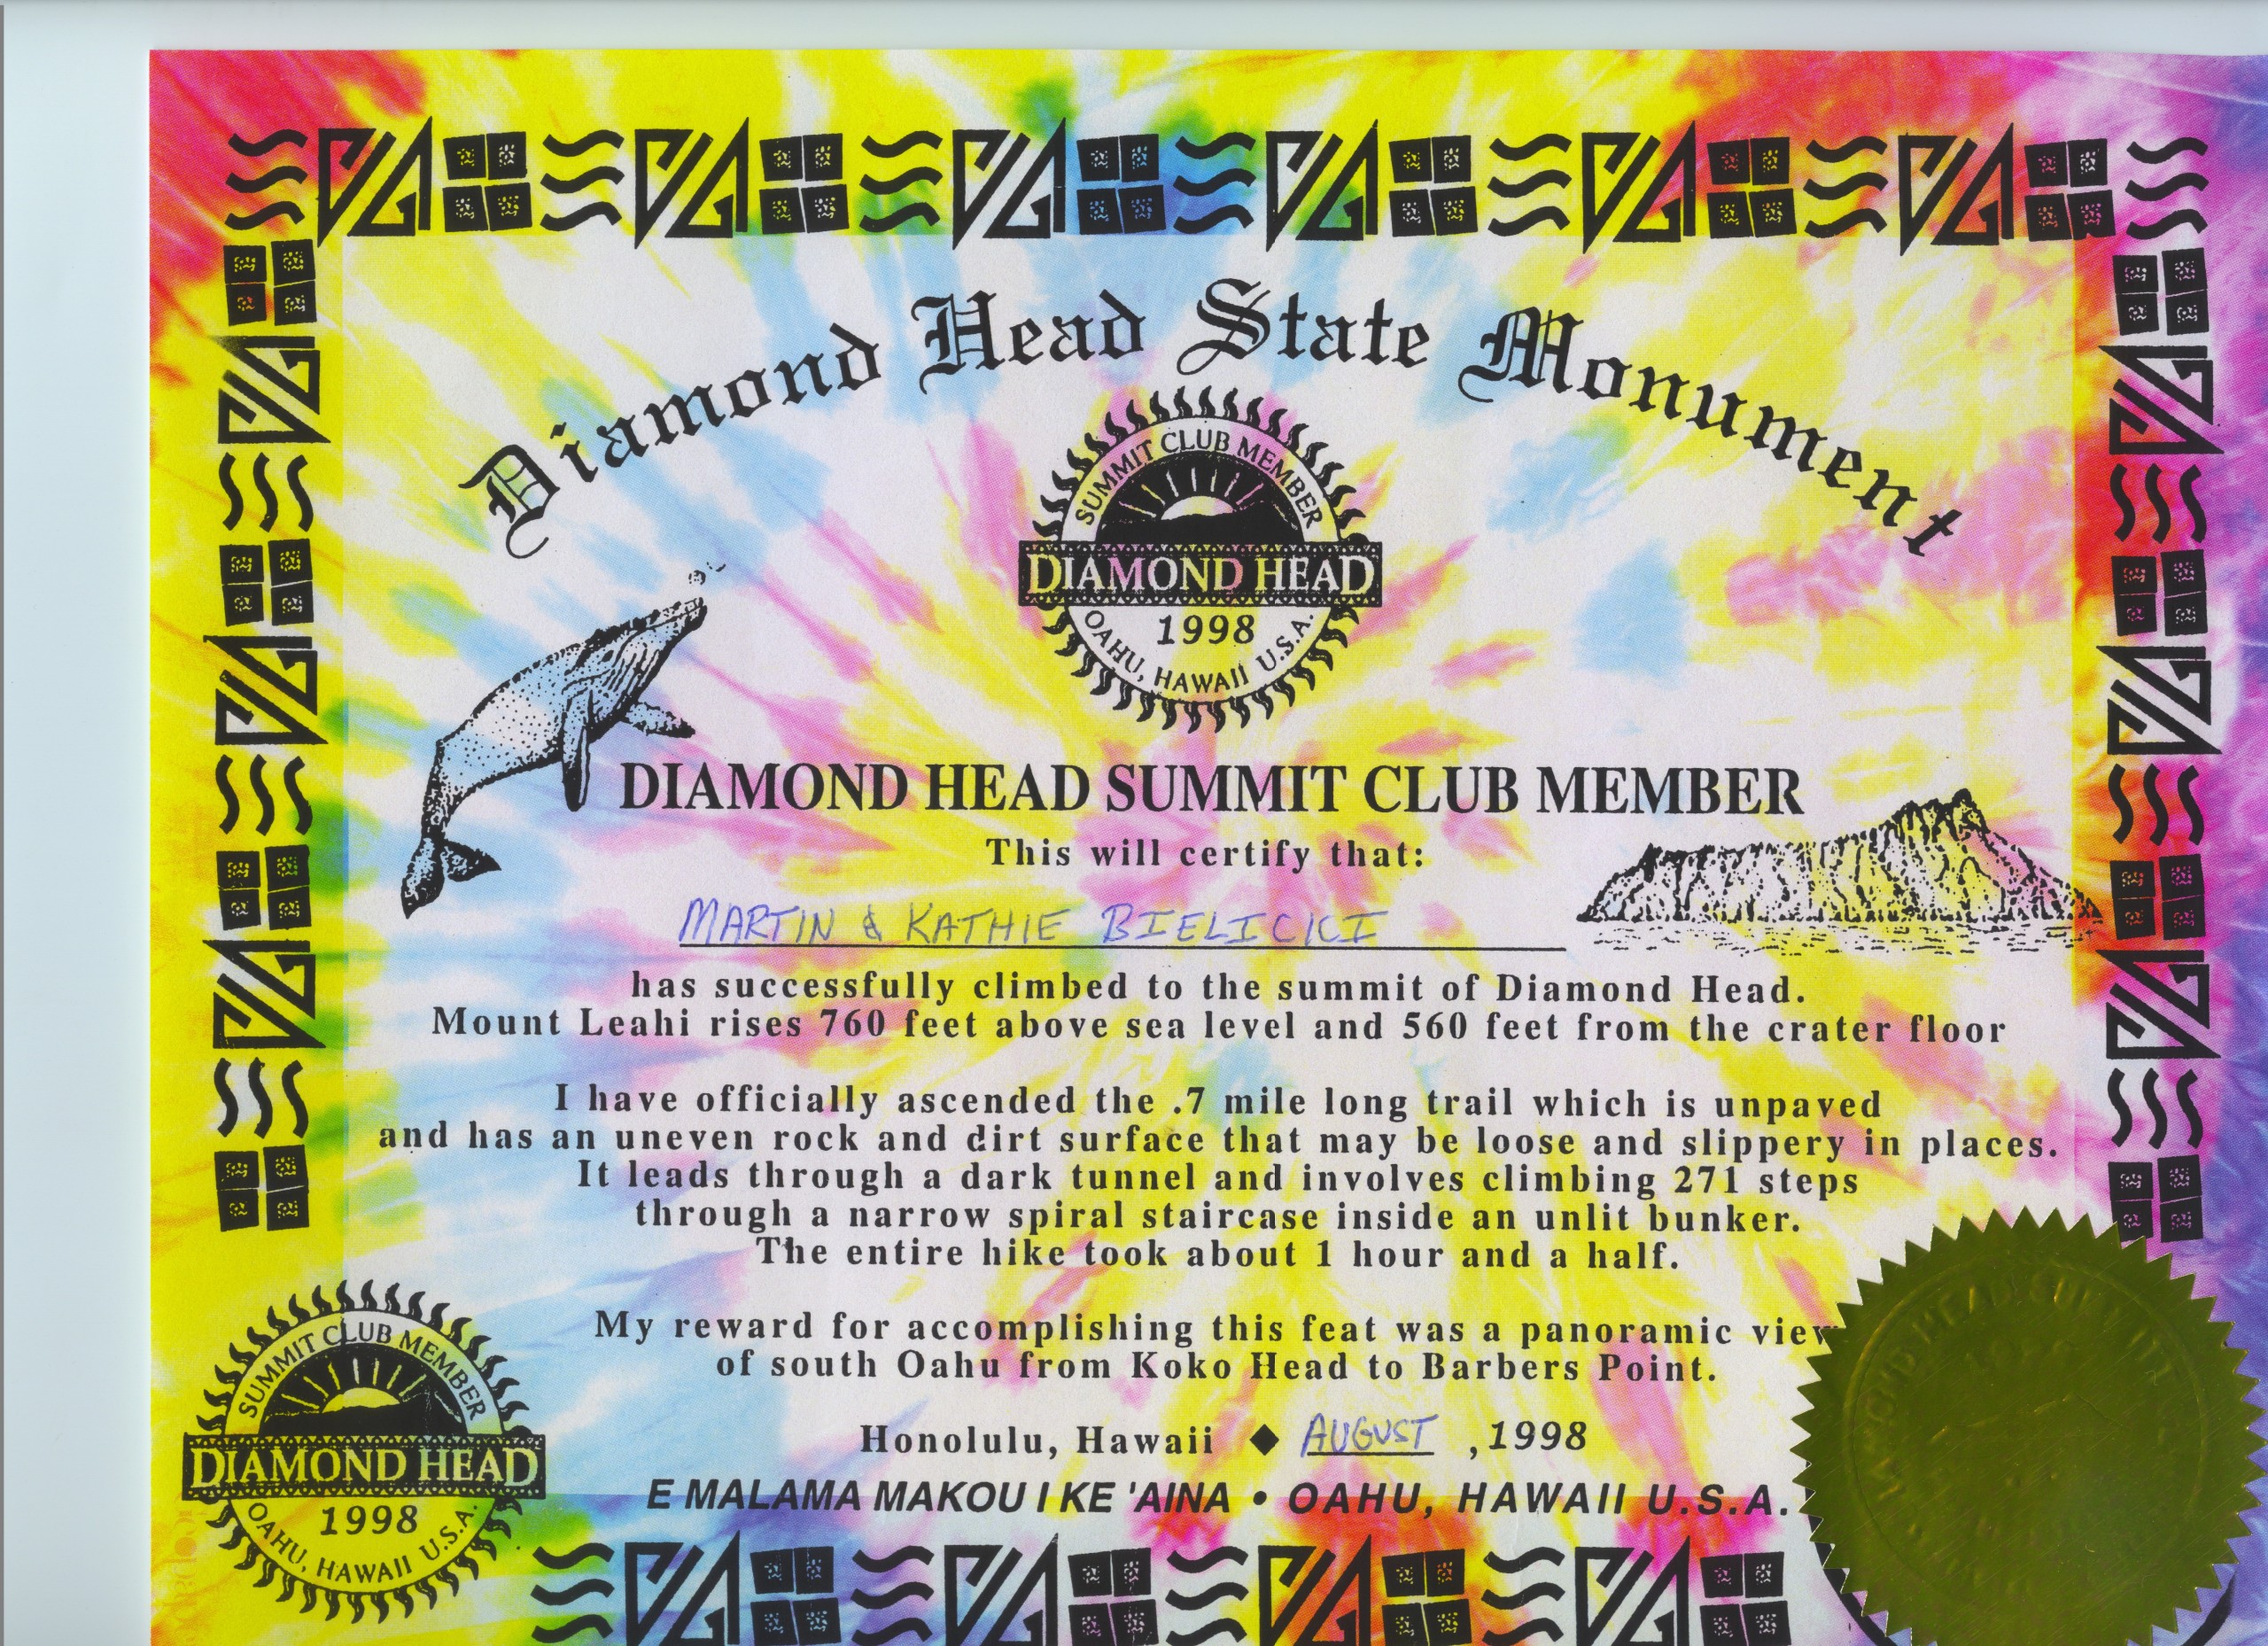 Diamond Head State Monument
SUMMIT CLUB MEMBER
DIAMOND HEAD
1998
OAHU, HAWAII U.S.A.
DIAMOND HEAD SUMMIT CLUB MEMBER
This will certify that:
MARTIN & KATHIE BIELICKI
has successfully climbed to the summit of Diamond Head.
Mount Leahi rises 760 feet above sea level and 560 feet from the crater floor
I have officially ascended the .7 mile long trail which is unpaved
and has an uneven rock and dirt surface that may be loose and slippery in places.
It leads through a dark tunnel and involves climbing 271 steps
through a narrow spiral staircase inside an unlit bunker.
The entire hike took about 1 hour and a half.
My reward for accomplishing this feat was a panoramic view
of south Oahu from Koko Head to Barbers Point.
Honolulu, Hawaii ◆ AUGUST , 1998
E MALAMA MAKOU I KE 'AINA • OAHU, HAWAII U.S.A.
SUMMIT CLUB MEMBER
DIAMOND HEAD
1998
OAHU, HAWAII U.S.A.